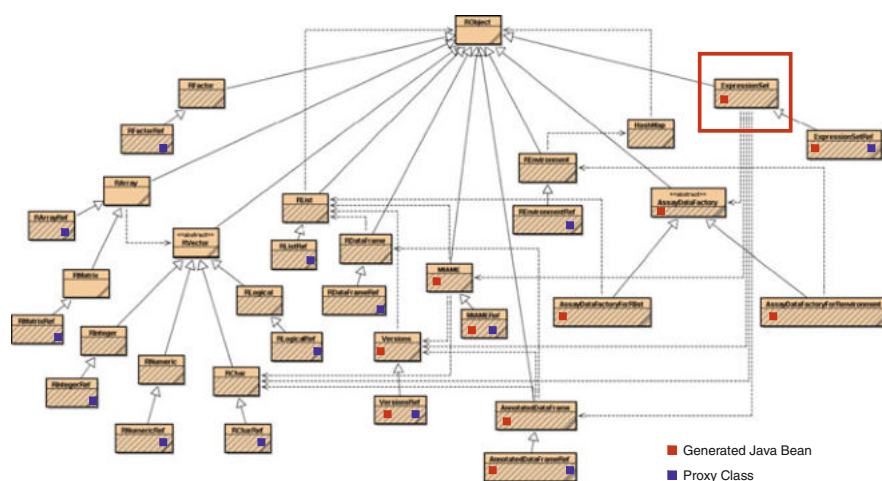 RObject
RFactor
ExpressionSet
RFactorRef
HashMap
ExpressionSetRef
REnvironment
RArray
RList
<<abstract>>
AssayDataFactory
RArrayRef
REnvironmentRef
<<abstract>>
RVector
RListRef
RDataFrame
RMatrix
MIAME
RLogical
RDataFrameRef
AssayDataFactoryForRlist
AssayDataFactoryForRenvironment
RMatrixRef
MIAMERef
RInteger
RLogicalRef
Versions
RNumeric
RChar
RIntegerRef
VersionsRef
AnnotatedDataFrame
RNumericRef
RCharRef
AnnotatedDataFrameRef
Generated Java Bean
Proxy Class